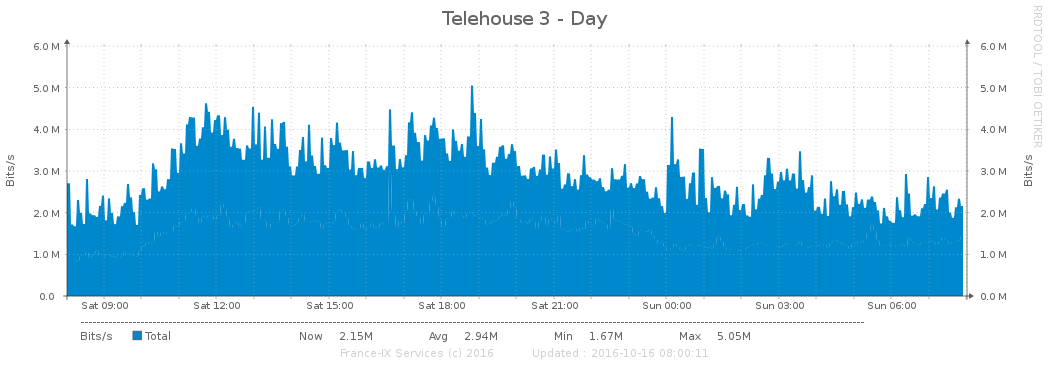 Telehouse 3 - Day
RRDTOOL / TOBI OETIKER
6.0 M 6.0 M
5.0 M 5.0 M
4.0 M 4.0 M
3.0 M 3.0 M
2.0 M 2.0 M
1.0 M 1.0 M
0.0 0.0 M
Bits/s
Bits/s
Sat 09:00 Sat 12:00 Sat 15:00 Sat 18:00 Sat 21:00 Sun 00:00 Sun 03:00 Sun 06:00
Bits/s Total Now 2.15M Avg 2.94M Min 1.67M Max 5.05M
France-IX Services (c) 2016 Updated : 2016-10-16 08:00:11